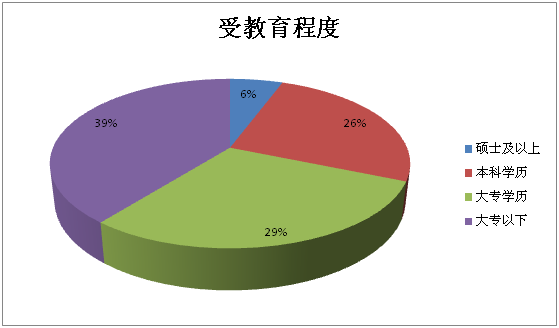 受教育程度
6%
26%
39%
29%
硕士及以上
本科学历
大专学历
大专以下